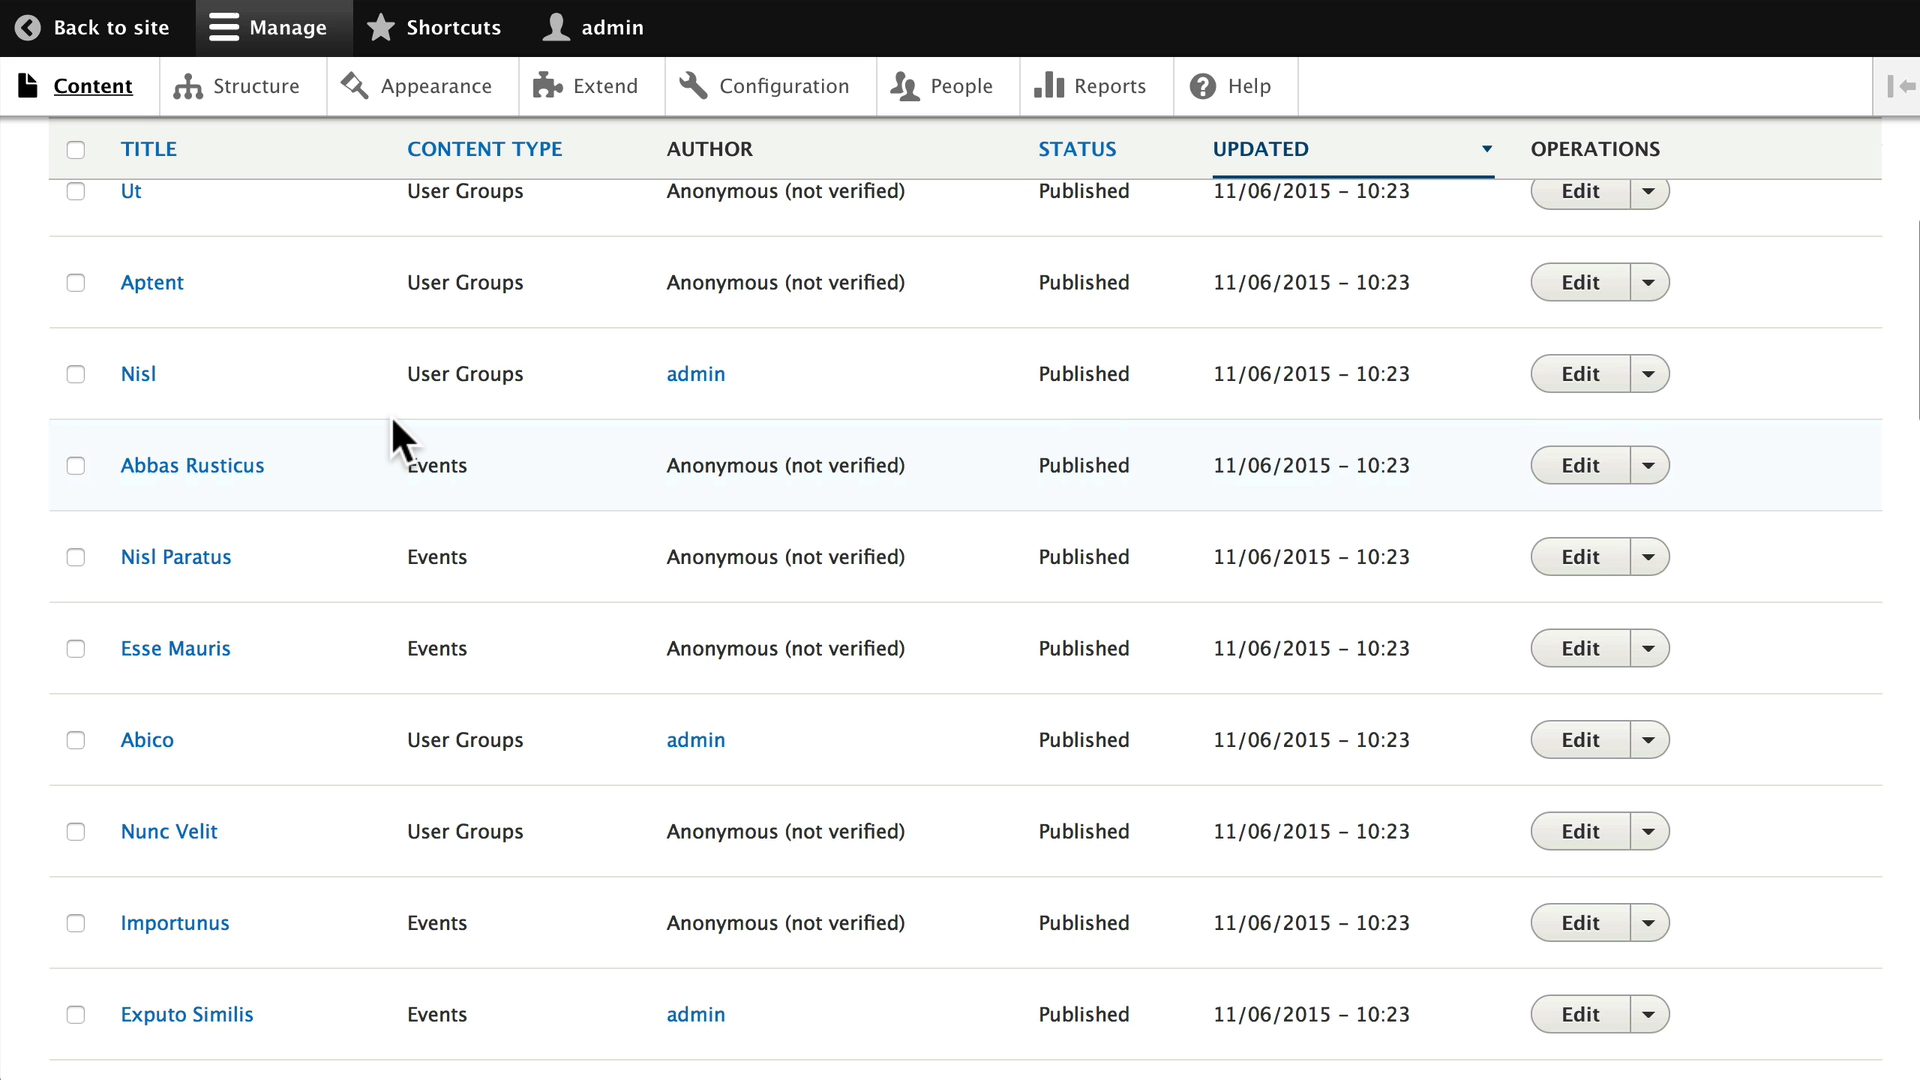 Back to site Manage Shortcuts admin
Content Structure Appearance Extend Configuration People Reports Help
TITLE CONTENT TYPE AUTHOR STATUS UPDATED OPERATIONS
Ut User Groups Anonymous (not verified) Published 11/06/2015 – 10:23 Edit
Aptent User Groups Anonymous (not verified) Published 11/06/2015 – 10:23 Edit
Nisl User Groups admin Published 11/06/2015 – 10:23 Edit
Abbas Rusticus Events Anonymous (not verified) Published 11/06/2015 – 10:23 Edit
Nisl Paratus Events Anonymous (not verified) Published 11/06/2015 – 10:23 Edit
Esse Mauris Events Anonymous (not verified) Published 11/06/2015 – 10:23 Edit
Abico User Groups admin Published 11/06/2015 – 10:23 Edit
Nunc Velit User Groups Anonymous (not verified) Published 11/06/2015 – 10:23 Edit
Importunus Events Anonymous (not verified) Published 11/06/2015 – 10:23 Edit
Exputo Similis Events admin Published 11/06/2015 – 10:23 Edit